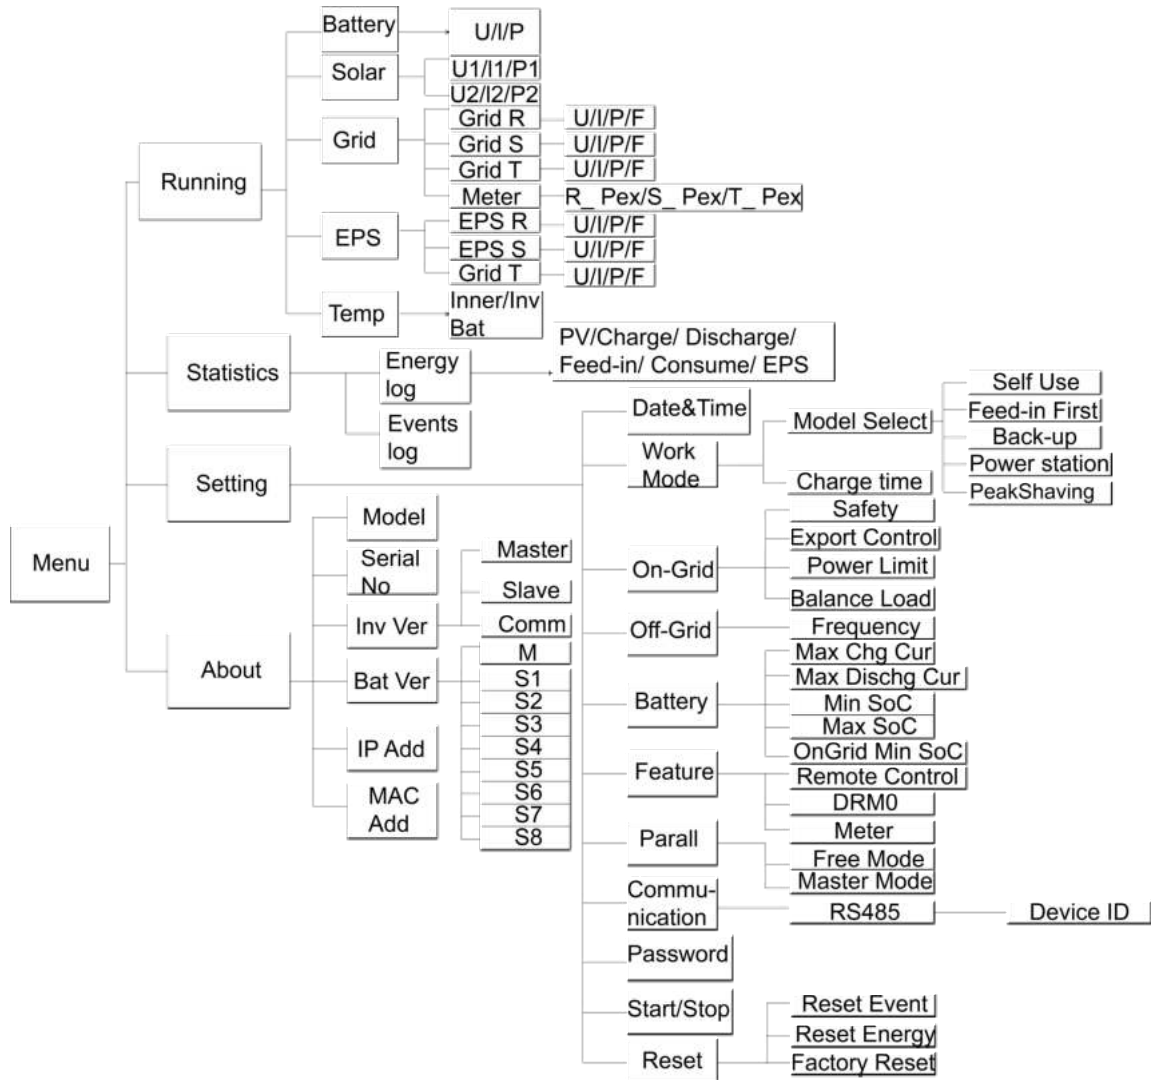 Battery
U/I/P
Solar
U1/I1/P1
U2/I2/P2
Grid
Grid R
U/I/P/F
Grid S
U/I/P/F
Grid T
U/I/P/F
Meter
R_ Pex/S_ Pex/T_ Pex
Running
EPS
EPS R
U/I/P/F
EPS S
U/I/P/F
Grid T
U/I/P/F
Temp
Inner/Inv
Bat
Statistics
Energy
log
PV/Charge/ Discharge/
Feed-in/ Consume/ EPS
Events
log
Setting
Date&Time
Work
Mode
Model Select
Self Use
Feed-in First
Back-up
Power station
PeakShaving
Charge time
On-Grid
Safety
Export Control
Power Limit
Balance Load
Off-Grid
Frequency
Battery
Max Chg Cur
Max Dischg Cur
Min SoC
Max SoC
OnGrid Min SoC
Feature
Remote Control
DRM0
Meter
Parall
Free Mode
Master Mode
Commu-
nication
RS485
Device ID
Password
Start/Stop
Reset
Reset Event
Reset Energy
Factory Reset
Menu
About
Model
Serial
No
Inv Ver
Master
Slave
Comm
Bat Ver
M
S1
S2
S3
S4
S5
S6
S7
S8
IP Add
MAC
Add